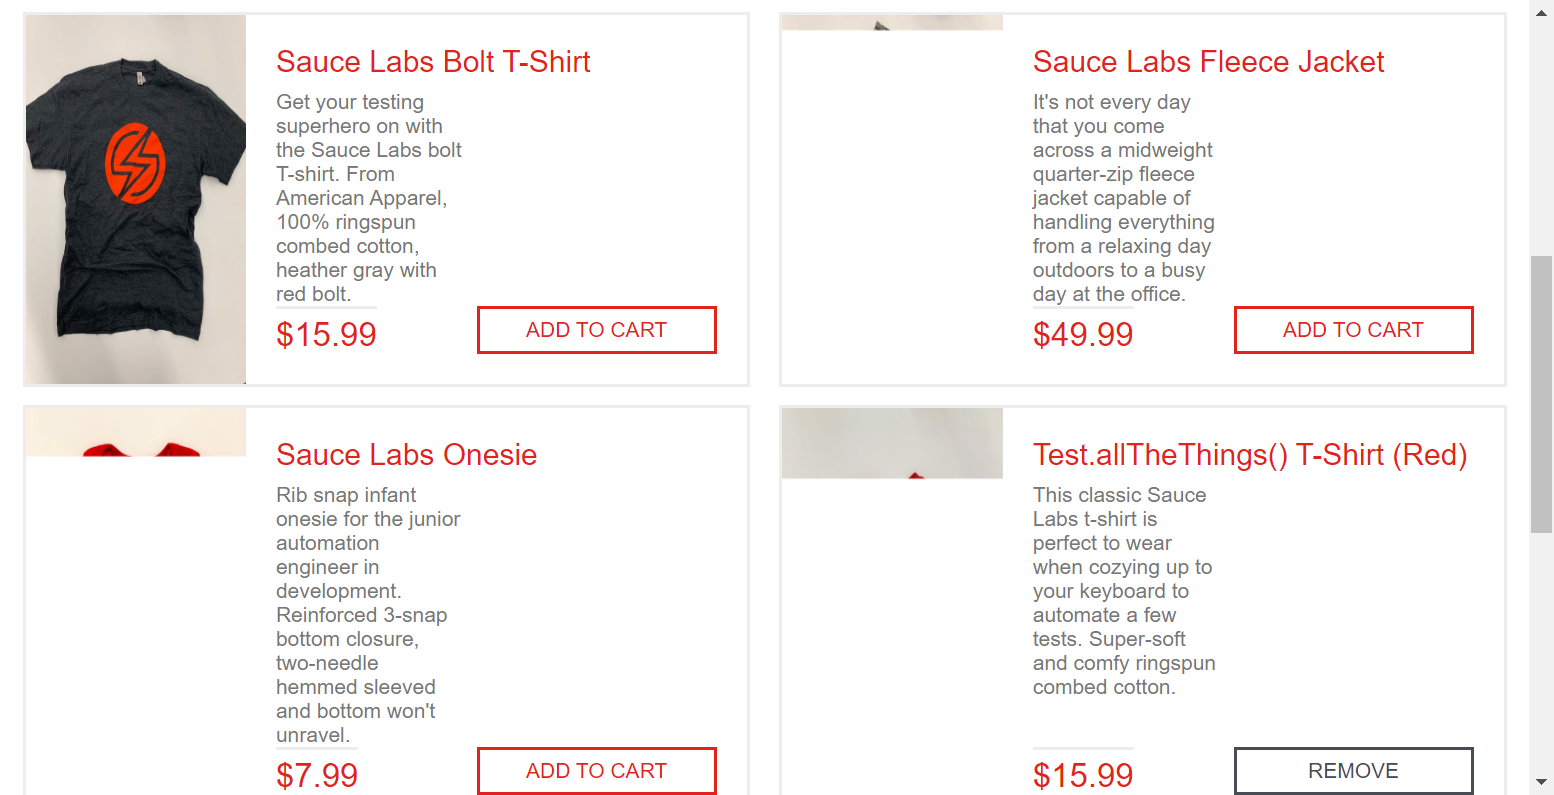 Sauce Labs Bolt T-Shirt
Get your testing
superhero on with
the Sauce Labs bolt
T-shirt. From
American Apparel,
100% ringspun
combed cotton,
heather gray with
red bolt.
$15.99
ADD TO CART
Sauce Labs Fleece Jacket
It's not every day
that you come
across a midweight
quarter-zip fleece
jacket capable of
handling everything
from a relaxing day
outdoors to a busy
day at the office.
$49.99
ADD TO CART
Sauce Labs Onesie
Rib snap infant
onesie for the junior
automation
engineer in
development.
Reinforced 3-snap
bottom closure,
two-needle
hemmed sleeved
and bottom won't
unravel.
$7.99
ADD TO CART
Test.allTheThings() T-Shirt (Red)
This classic Sauce
Labs t-shirt is
perfect to wear
when cozying up to
your keyboard to
automate a few
tests. Super-soft
and comfy ringspun
combed cotton.
$15.99
REMOVE